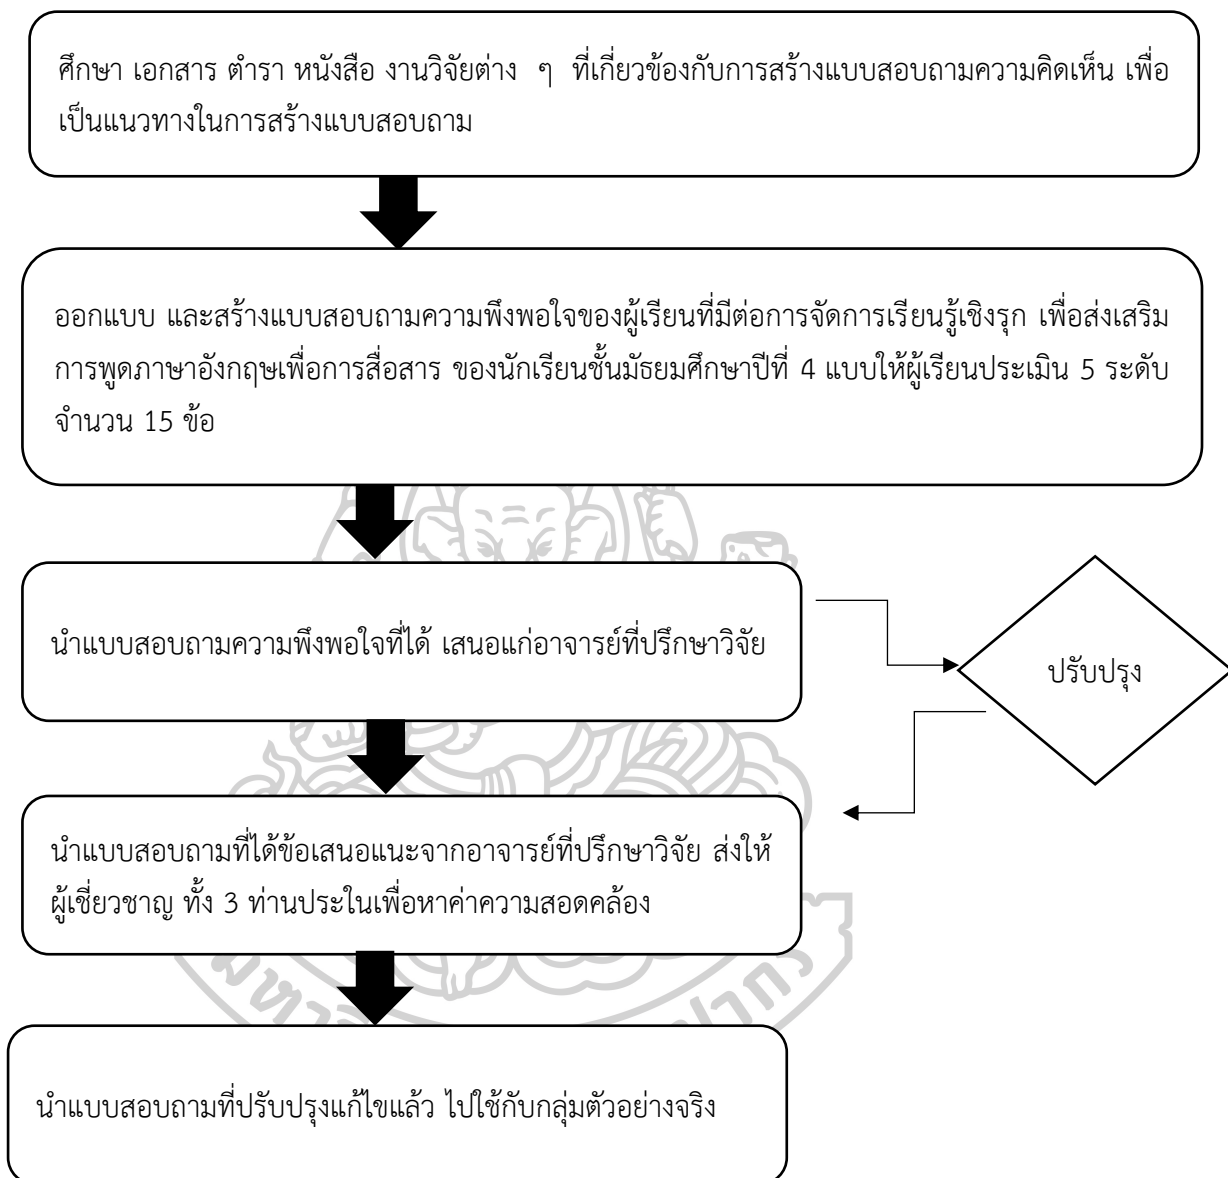 ศึกษา เอกสาร ตำรา หนังสือ งานวิจัยต่าง ๆ ที่เกี่ยวข้องกับการสร้างแบบสอบถามความคิดเห็น เพื่อ
เป็นแนวทางในการสร้างแบบสอบถาม
ออกแบบ และสร้างแบบสอบถามความพึงพอใจของผู้เรียนที่มีต่อการจัดการเรียนรู้เชิงรุก เพื่อส่งเสริม
การพูดภาษาอังกฤษเพื่อการสื่อสาร ของนักเรียนชั้นมัธยมศึกษาปีที่ 4 แบบให้ผู้เรียนประเมิน 5 ระดับ
จำนวน 15 ข้อ
นำแบบสอบถามความพึงพอใจที่ได้ เสนอแก่อาจารย์ที่ปรึกษาวิจัย
ปรับปรุง
นำแบบสอบถามที่ได้ข้อเสนอแนะจากอาจารย์ที่ปรึกษาวิจัย ส่งให้
ผู้เชี่ยวชาญ ทั้ง 3 ท่านประในเพื่อหาค่าความสอดคล้อง
นำแบบสอบถามที่ปรับปรุงแก้ไขแล้ว ไปใช้กับกลุ่มตัวอย่างจริง